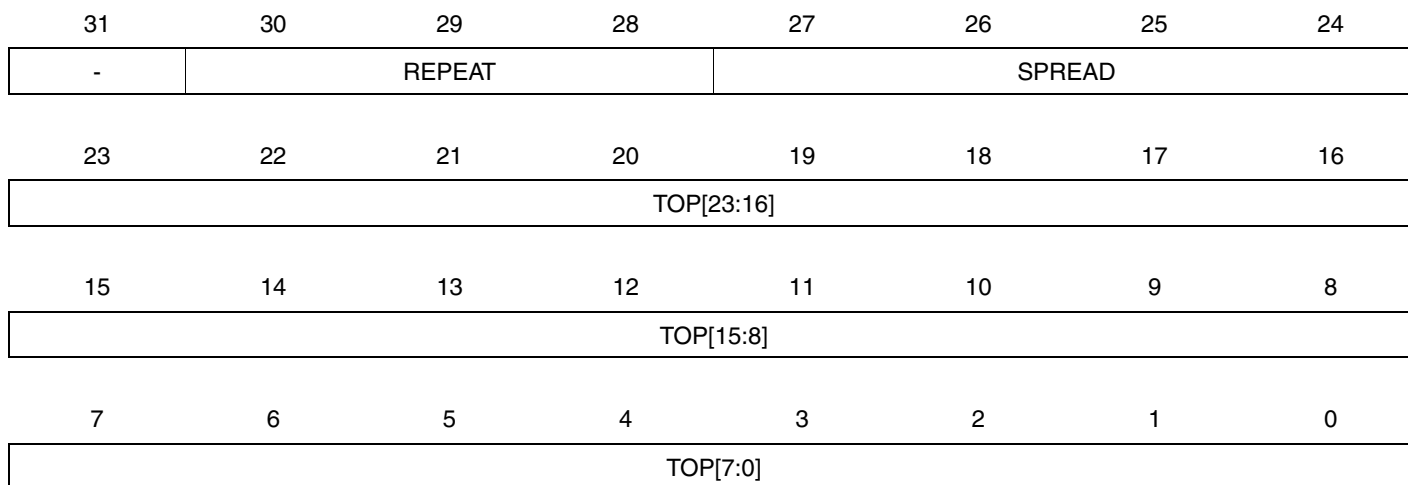 31 30 29 28 27 26 25 24
- REPEAT SPREAD
23 22 21 20 19 18 17 16
TOP[23:16]
15 14 13 12 11 10 9 8
TOP[15:8]
7 6 5 4 3 2 1 0
TOP[7:0]